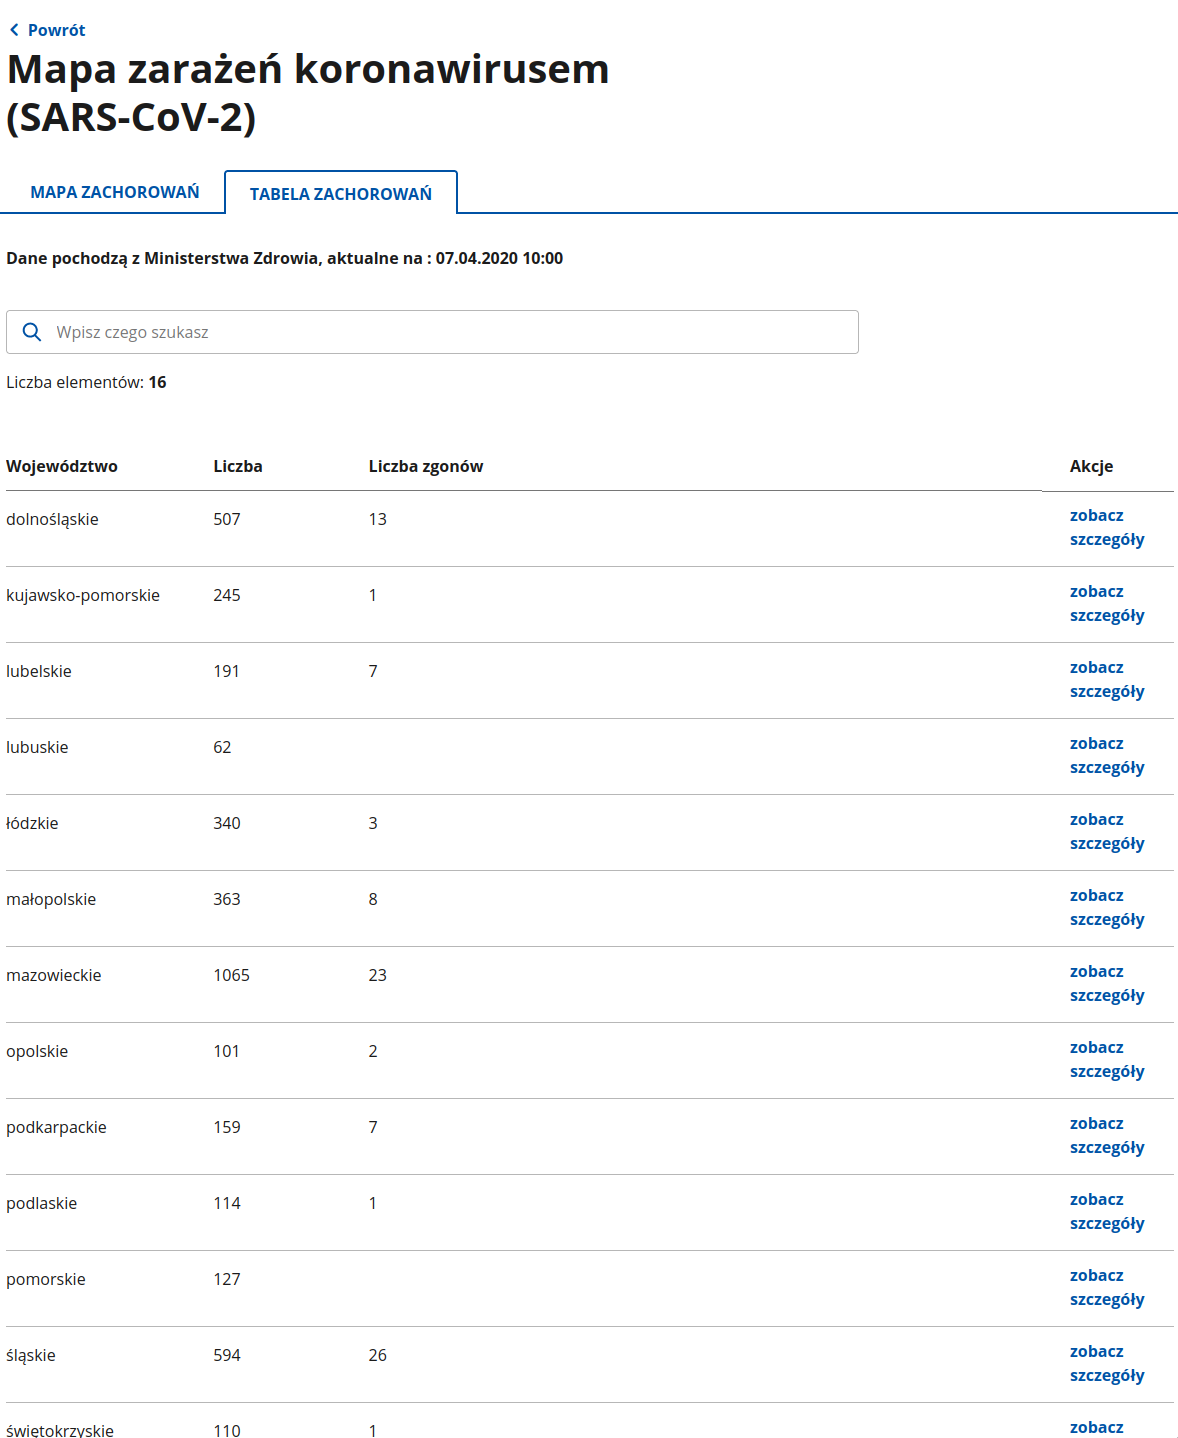 Powrót
Mapa zarażeń koronawirusem
(SARS-CoV-2)
MAPA ZACHOROWAŃ TABELA ZACHOROWAŃ
Dane pochodzą z Ministerstwa Zdrowia, aktualne na : 07.04.2020 10:00
Wpisz czego szukasz
Liczba elementów: 16
Województwo Liczba Liczba zgonów Akcje
dolnośląskie 507 13 zobacz
szczegóły
kujawsko-pomorskie 245 1 zobacz
szczegóły
lubelskie 191 7 zobacz
szczegóły
lubuskie 62 zobacz
szczegóły
łódzkie 340 3 zobacz
szczegóły
małopolskie 363 8 zobacz
szczegóły
mazowieckie 1065 23 zobacz
szczegóły
opolskie 101 2 zobacz
szczegóły
podkarpackie 159 7 zobacz
szczegóły
podlaskie 114 1 zobacz
szczegóły
pomorskie 127 zobacz
szczegóły
śląskie 594 26 zobacz
szczegóły
świętokrzyskie 110 1 zobacz